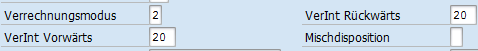 Verrechnungsmodus 2 VerInt Rückwärts 20
VerInt Vorwärts 20 Mischdisposition